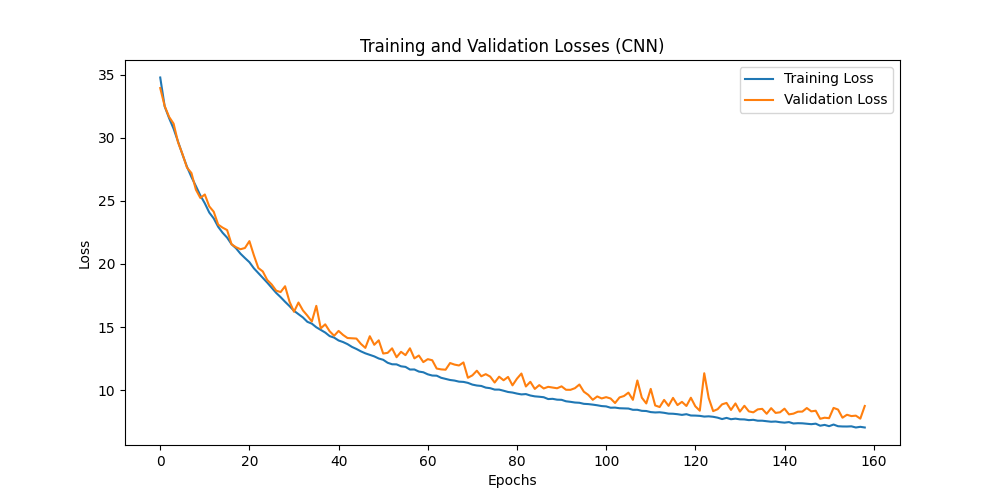 Training and Validation Losses (CNN)
Training Loss
Validation Loss
35
30
25
20
15
10
Loss
0 20 40 60 80 100 120 140 160
Epochs